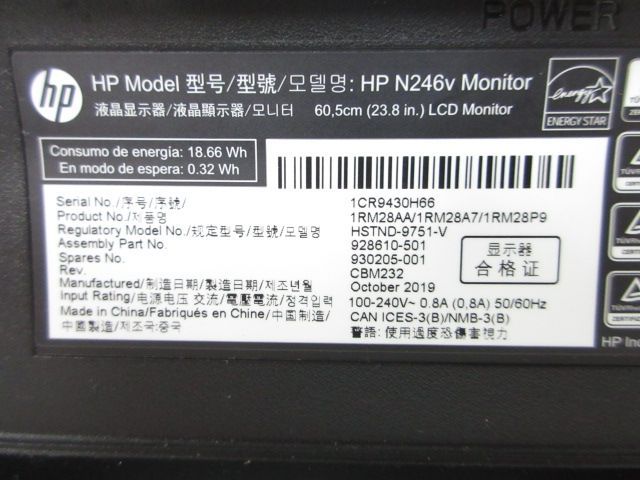 POWER
hp
HP Model 型号/型號/모델명: HP N246v Monitor
液晶显示器/液晶顯示器/모니터 60,5cm (23.8 in.) LCD Monitor
energy
ENERGY STAR
Consumo de energía: 18.66 Wh
En modo de espera: 0.32 Wh
Serial No./序号/序號/ 1CR9430H66
Product No./제품명 1RM28AA/1RM28A7/1RM28P9
Regulatory Model No./规定型号/型號/모델명 HSTND-9751-V
Assembly Part No. 928610-501
Spares No. 930205-001
Rev. CBM232
显示器
合格证
Manufactured/制造日期/製造日期/제조년월 October 2019
Input Rating/电源电压 交流/電壓電流/정격입력 100-240V~ 0.8A (0,8A) 50/60Hz
Made in China/Fabriqués en Chine/中国制造/ CAN ICES-3(B)/NMB-3(B)
中國製造/제조국:중국 警語: 使用過度恐傷害視力
HP Inc